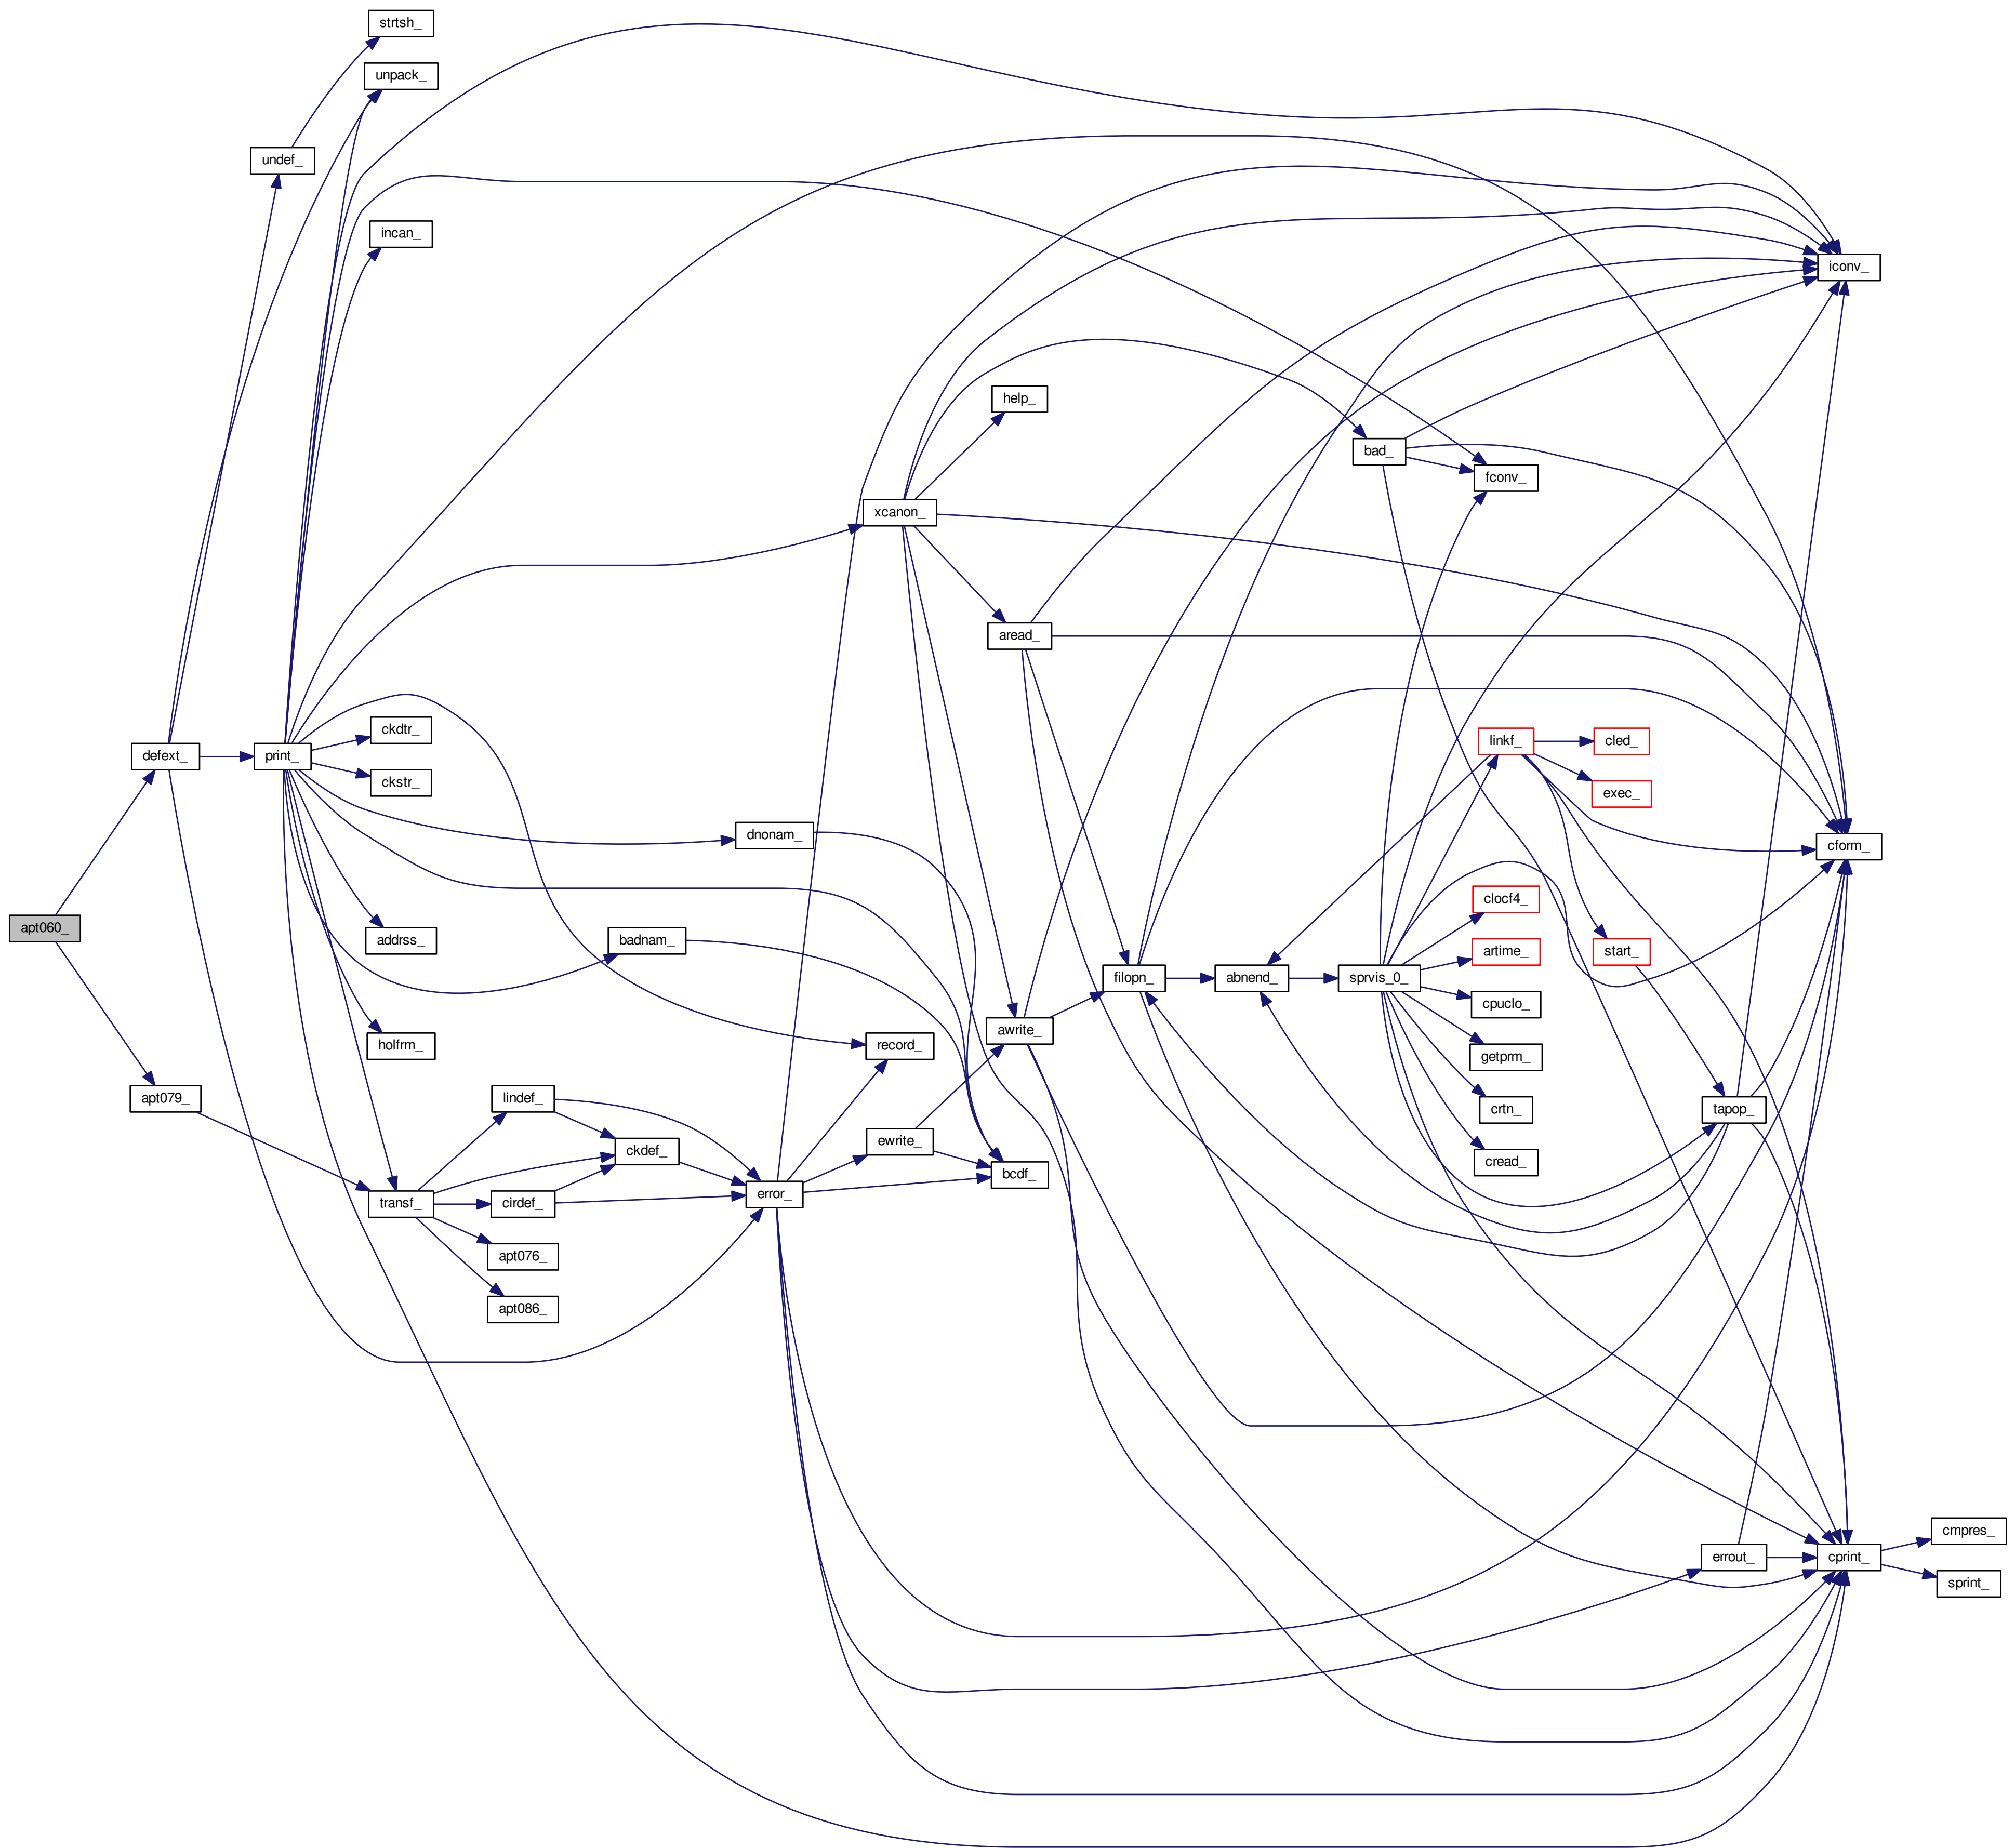 strtsh_
unpack_
undef_
incan_
iconv_
help_
bad_
fconv_
xcanon_
aread_
ckdtr_
linkf_
cled_
defext_
print_
ckstr_
exec_
dnonam_
cform_
clocf4_
apt060_
addrss_
badnam_
artime_
start_
filopn_
abnend_
sprvis_0_
cpuclo_
awrite_
holfrm_
record_
getprm_
apt079_
lindef_
crtn_
tapop_
ewrite_
ckdef_
cread_
bcdf_
error_
transf_
cirdef_
apt076_
apt086_
cmpres_
errout_
cprint_
sprint_